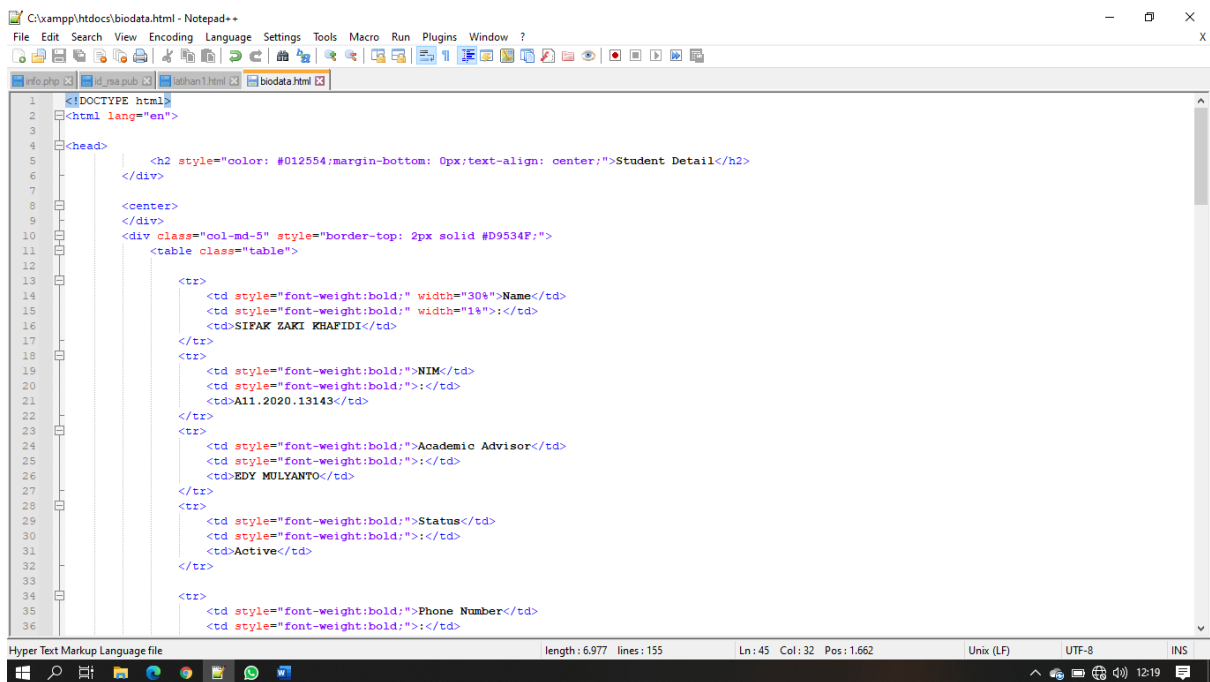 C:\xampp\htdocs\biodata.html - Notepad++
File Edit Search View Encoding Language Settings Tools Macro Run Plugins Window ? X
info.php id_rsa.pub latihan1.html biodata.html
1 <!DOCTYPE html>
2 <html lang="en">
3
4 <head>
5 <h2 style="color: #012554;margin-bottom: 0px;text-align: center;">Student Detail</h2>
6 </div>
7
8 <center>
9 </div>
10 <div class="col-md-5" style="border-top: 2px solid #D9534F;">
11 <table class="table">
12
13 <tr>
14 <td style="font-weight:bold;" width="30%">Name</td>
15 <td style="font-weight:bold;" width="1%">:</td>
16 <td>SIFAK ZAKI KHAFIDI</td>
17 </tr>
18 <tr>
19 <td style="font-weight:bold;">NIM</td>
20 <td style="font-weight:bold;">:</td>
21 <td>A11.2020.13143</td>
22 </tr>
23 <tr>
24 <td style="font-weight:bold;">Academic Advisor</td>
25 <td style="font-weight:bold;">:</td>
26 <td>EDY MULYANTO</td>
27 </tr>
28 <tr>
29 <td style="font-weight:bold;">Status</td>
30 <td style="font-weight:bold;">:</td>
31 <td>Active</td>
32 </tr>
33
34 <tr>
35 <td style="font-weight:bold;">Phone Number</td>
36 <td style="font-weight:bold;">:</td>
Hyper Text Markup Language file length : 6.977 lines : 155 Ln : 45 Col : 32 Pos : 1.662 Unix (LF) UTF-8 INS
12:19